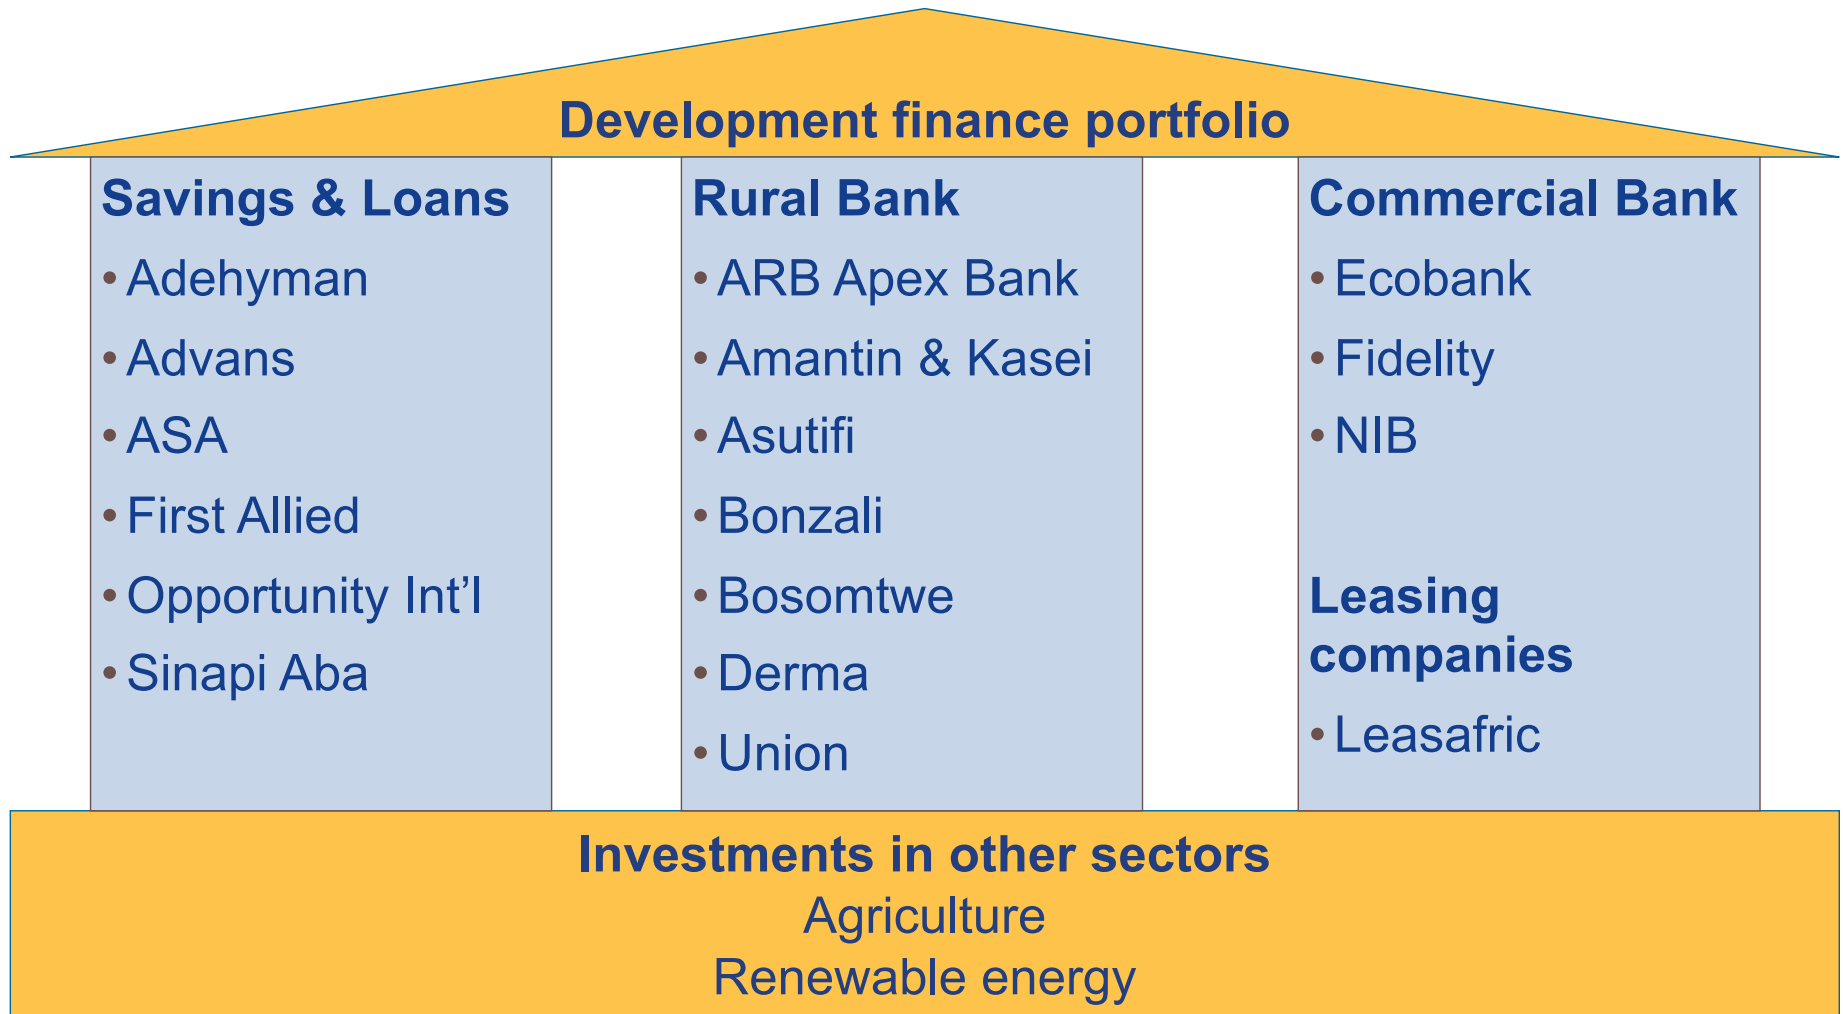 Development finance portfolio
Savings & Loans
• Adehyman
• Advans
• ASA
• First Allied
• Opportunity Int’l
• Sinapi Aba
Rural Bank
• ARB Apex Bank
• Amantin & Kasei
• Asutifi
• Bonzali
• Bosomtwe
• Derma
• Union
Commercial Bank
• Ecobank
• Fidelity
• NIB
Leasing
companies
• Leasafric
Investments in other sectors
Agriculture
Renewable energy